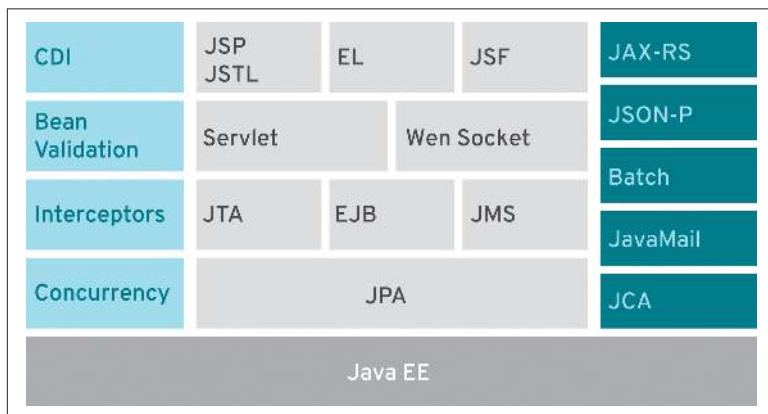 CDI
JSP
JSTL
EL
JSF
JAX-RS
Bean
Validation
Servlet
Wen Socket
JSON-P
Batch
Interceptors
JTA
EJB
JMS
JavaMail
Concurrency
JPA
JCA
Java EE